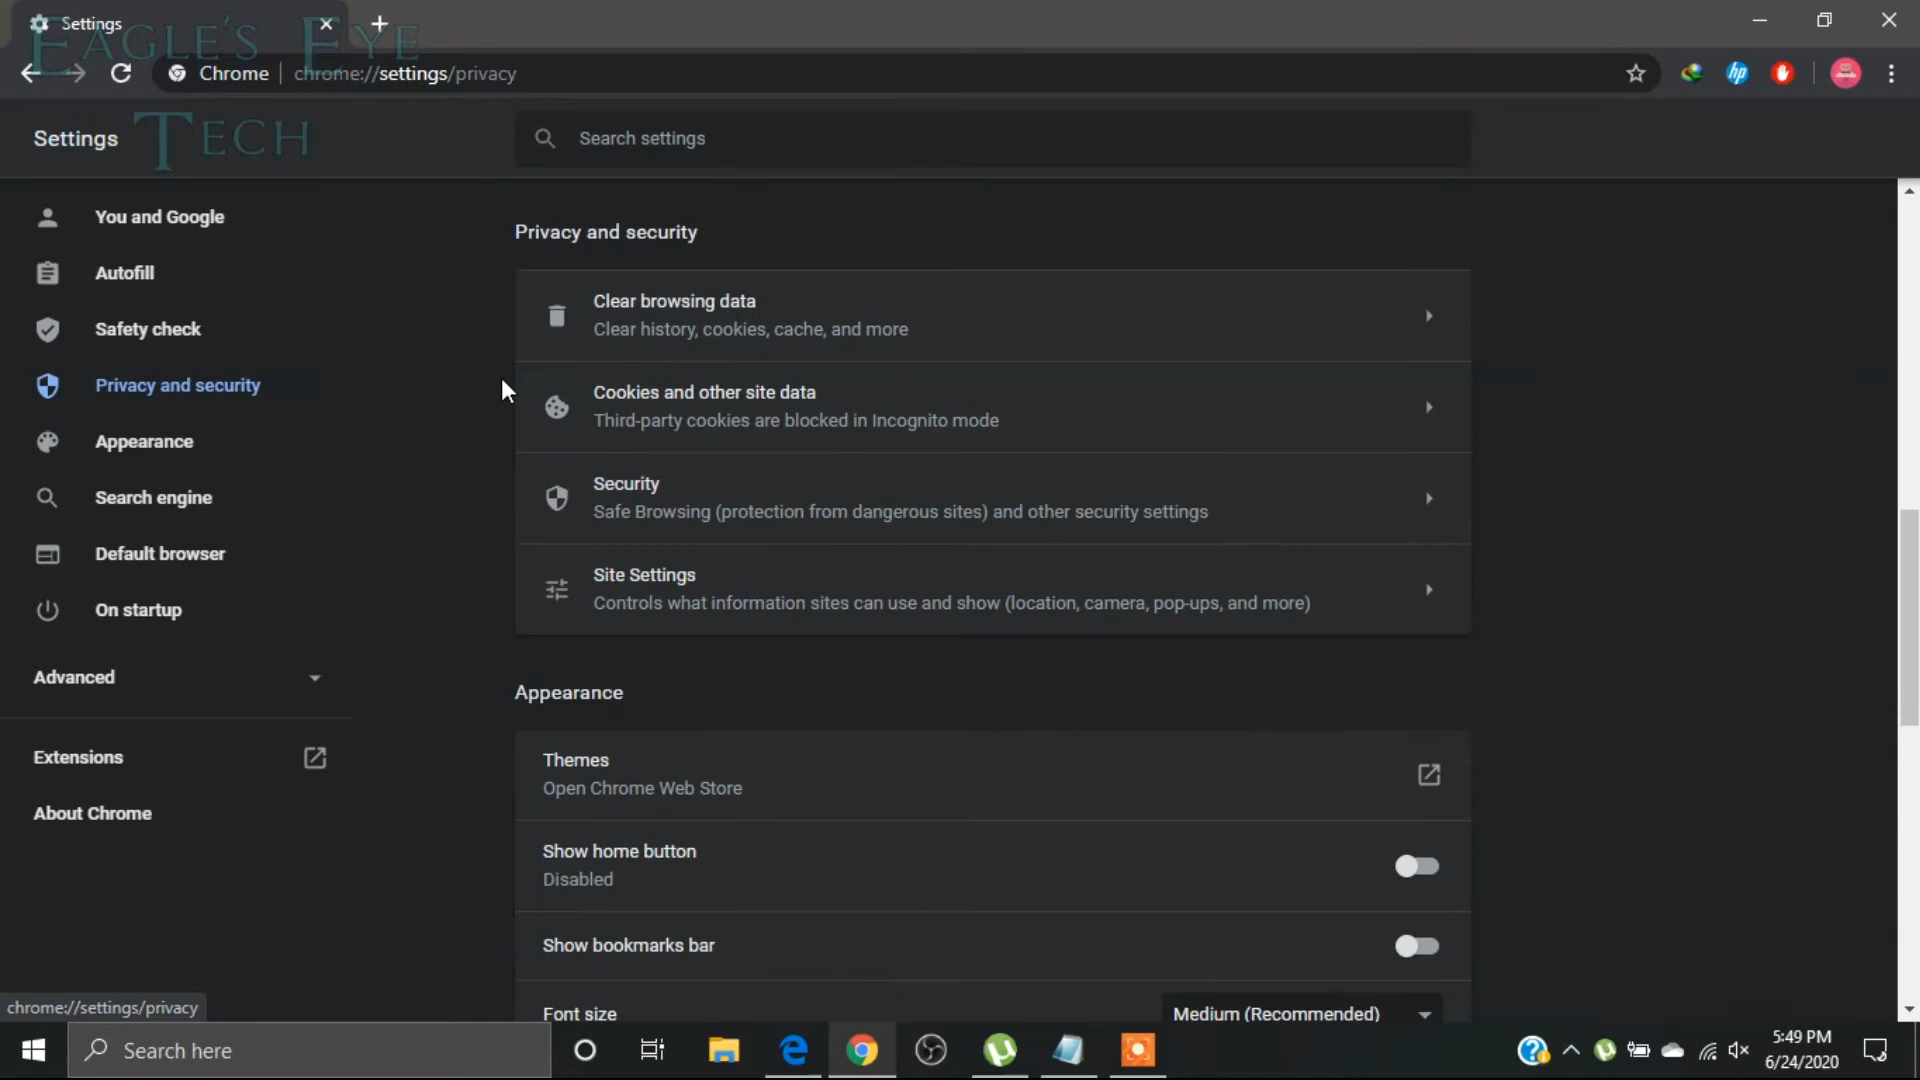 Settings
EAGLE'S EYE
TECH
Chrome
chrome://settings/privacy
hp
Settings
Search settings
You and Google
Autofill
Safety check
Privacy and security
Appearance
Search engine
Default browser
On startup
Advanced
Extensions
About Chrome
Privacy and security
Clear browsing data
Clear history, cookies, cache, and more
Cookies and other site data
Third-party cookies are blocked in Incognito mode
Security
Safe Browsing (protection from dangerous sites) and other security settings
Site Settings
Controls what information sites can use and show (location, camera, pop-ups, and more)
Appearance
Themes
Open Chrome Web Store
Show home button
Disabled
Show bookmarks bar
Font size
Medium (Recommended)
chrome://settings/privacy
Search here
5:49 PM
6/24/2020